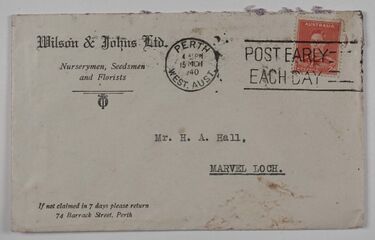 Wilson & Johns Ltd.
Nurserymen, Seedsmen
and Florists
PERTH
15 MCH
1940
WEST. AUST.
POST EARLY
EACH DAY
AUSTRALIA
Mr. H. A. Hall,
MARVEL LOCH.
If not claimed in 7 days please return
74 Barrack Street, Perth